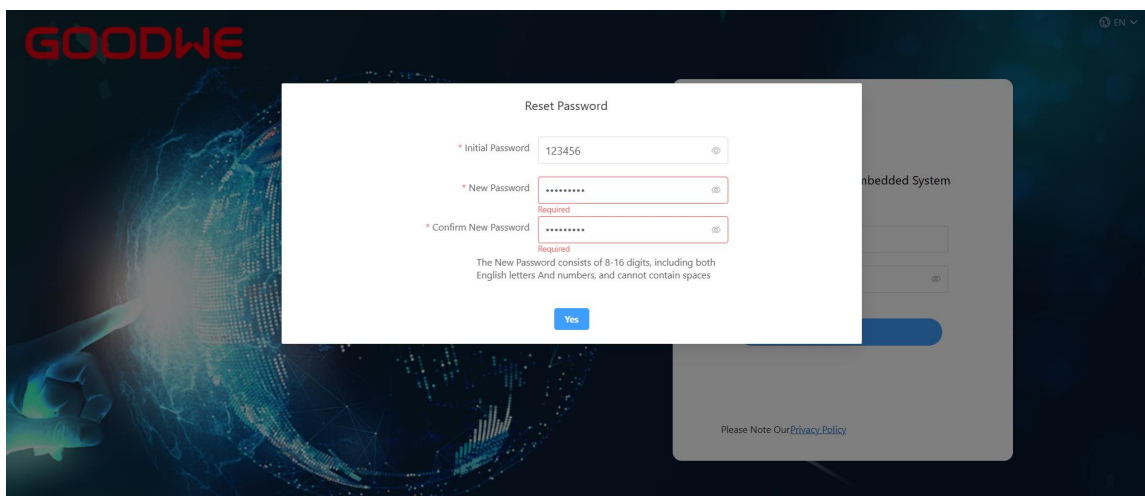 GOODWE
EN
Reset Password
* Initial Password 123456
mbedded System
* New Password •••••••••
Required
* Confirm New Password •••••••••
Required
The New Password consists of 8-16 digits, including both
English letters And numbers, and cannot contain spaces
Yes
Please Note OurPrivacy Policy